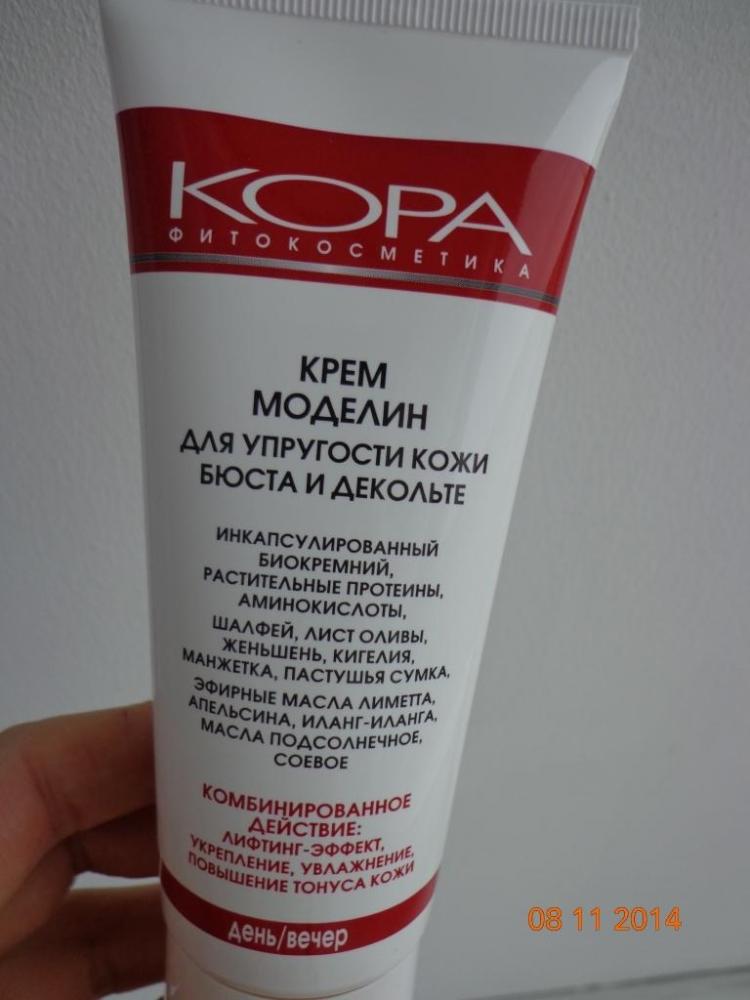 КОРА
ФИТОКОСМЕТИКА
КРЕМ
МОДЕЛИН
ДЛЯ УПРУГОСТИ КОЖИ
БЮСТА И ДЕКОЛЬТЕ
ИНКАПСУЛИРОВАННЫЙ
БИОКРЕМНИЙ,
РАСТИТЕЛЬНЫЕ ПРОТЕИНЫ,
АМИНОКИСЛОТЫ,
ШАЛФЕЙ, ЛИСТ ОЛИВЫ,
ЖЕНЬШЕНЬ, КИГЕЛИЯ,
МАНЖЕТКА, ПАСТУШЬЯ СУМКА,
ЭФИРНЫЕ МАСЛА ЛИМЕТТА,
АПЕЛЬСИНА, ИЛАНГ-ИЛАНГА,
МАСЛА ПОДСОЛНЕЧНОЕ,
СОЕВОЕ
КОМБИНИРОВАННОЕ
ДЕЙСТВИЕ:
ЛИФТИНГ-ЭФФЕКТ,
УКРЕПЛЕНИЕ, УВЛАЖНЕНИЕ,
ПОВЫШЕНИЕ ТОНУСА КОЖИ
день/вечер
08 11 2014